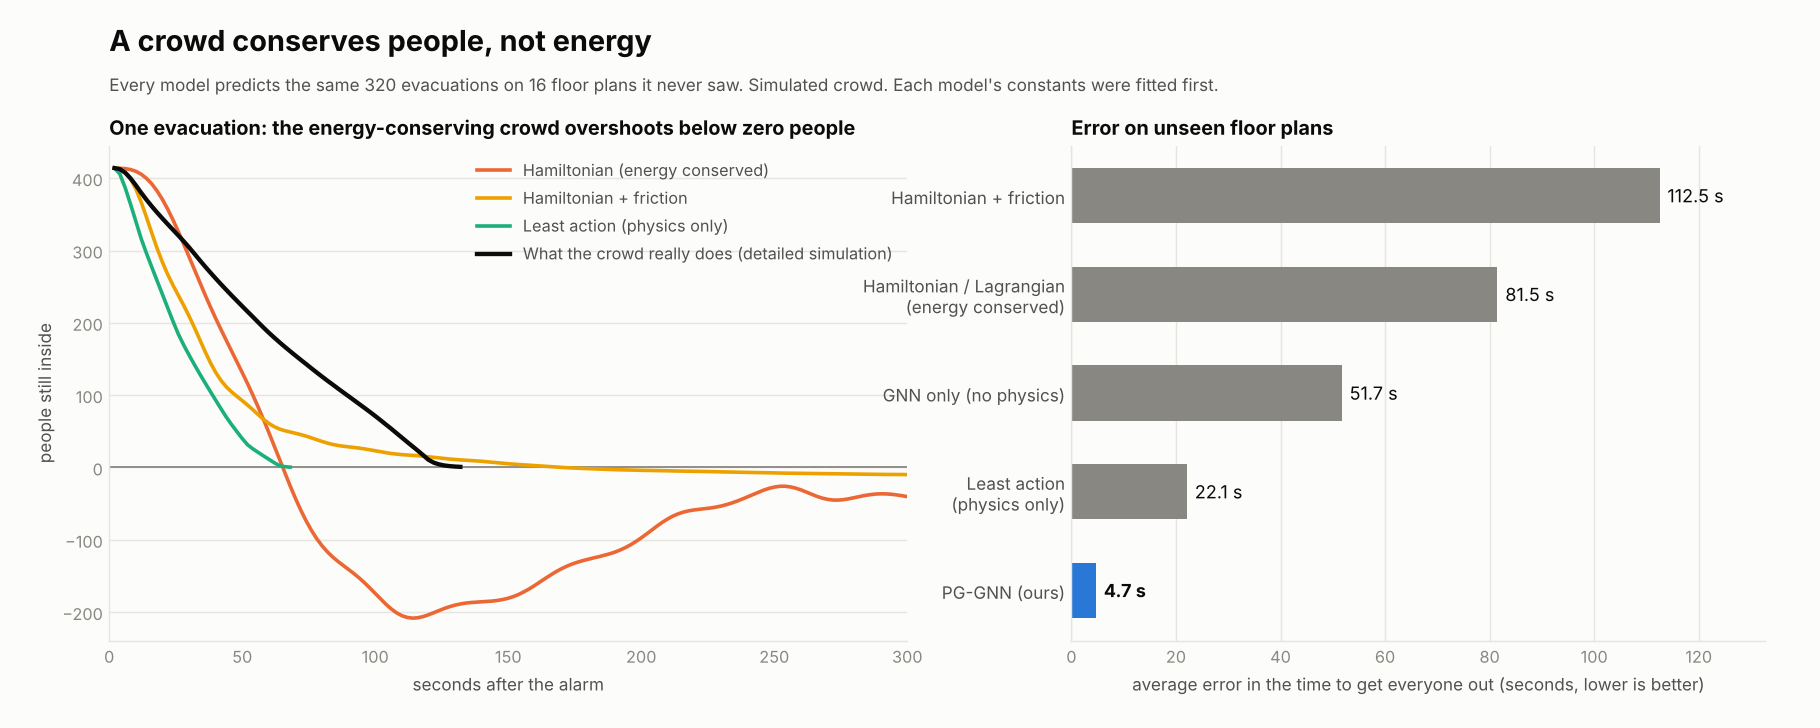 A crowd conserves people, not energy
Every model predicts the same 320 evacuations on 16 floor plans it never saw. Simulated crowd. Each model's constants were fitted first.
One evacuation: the energy-conserving crowd overshoots below zero people
Hamiltonian (energy conserved)
Hamiltonian + friction
Least action (physics only)
What the crowd really does (detailed simulation)
people still inside
400
300
200
100
0
−100
−200
0
50
100
150
200
250
300
seconds after the alarm
Error on unseen floor plans
Hamiltonian + friction
112.5 s
Hamiltonian / Lagrangian
(energy conserved)
81.5 s
GNN only (no physics)
51.7 s
Least action
(physics only)
22.1 s
PG-GNN (ours)
4.7 s
0
20
40
60
80
100
120
average error in the time to get everyone out (seconds, lower is better)